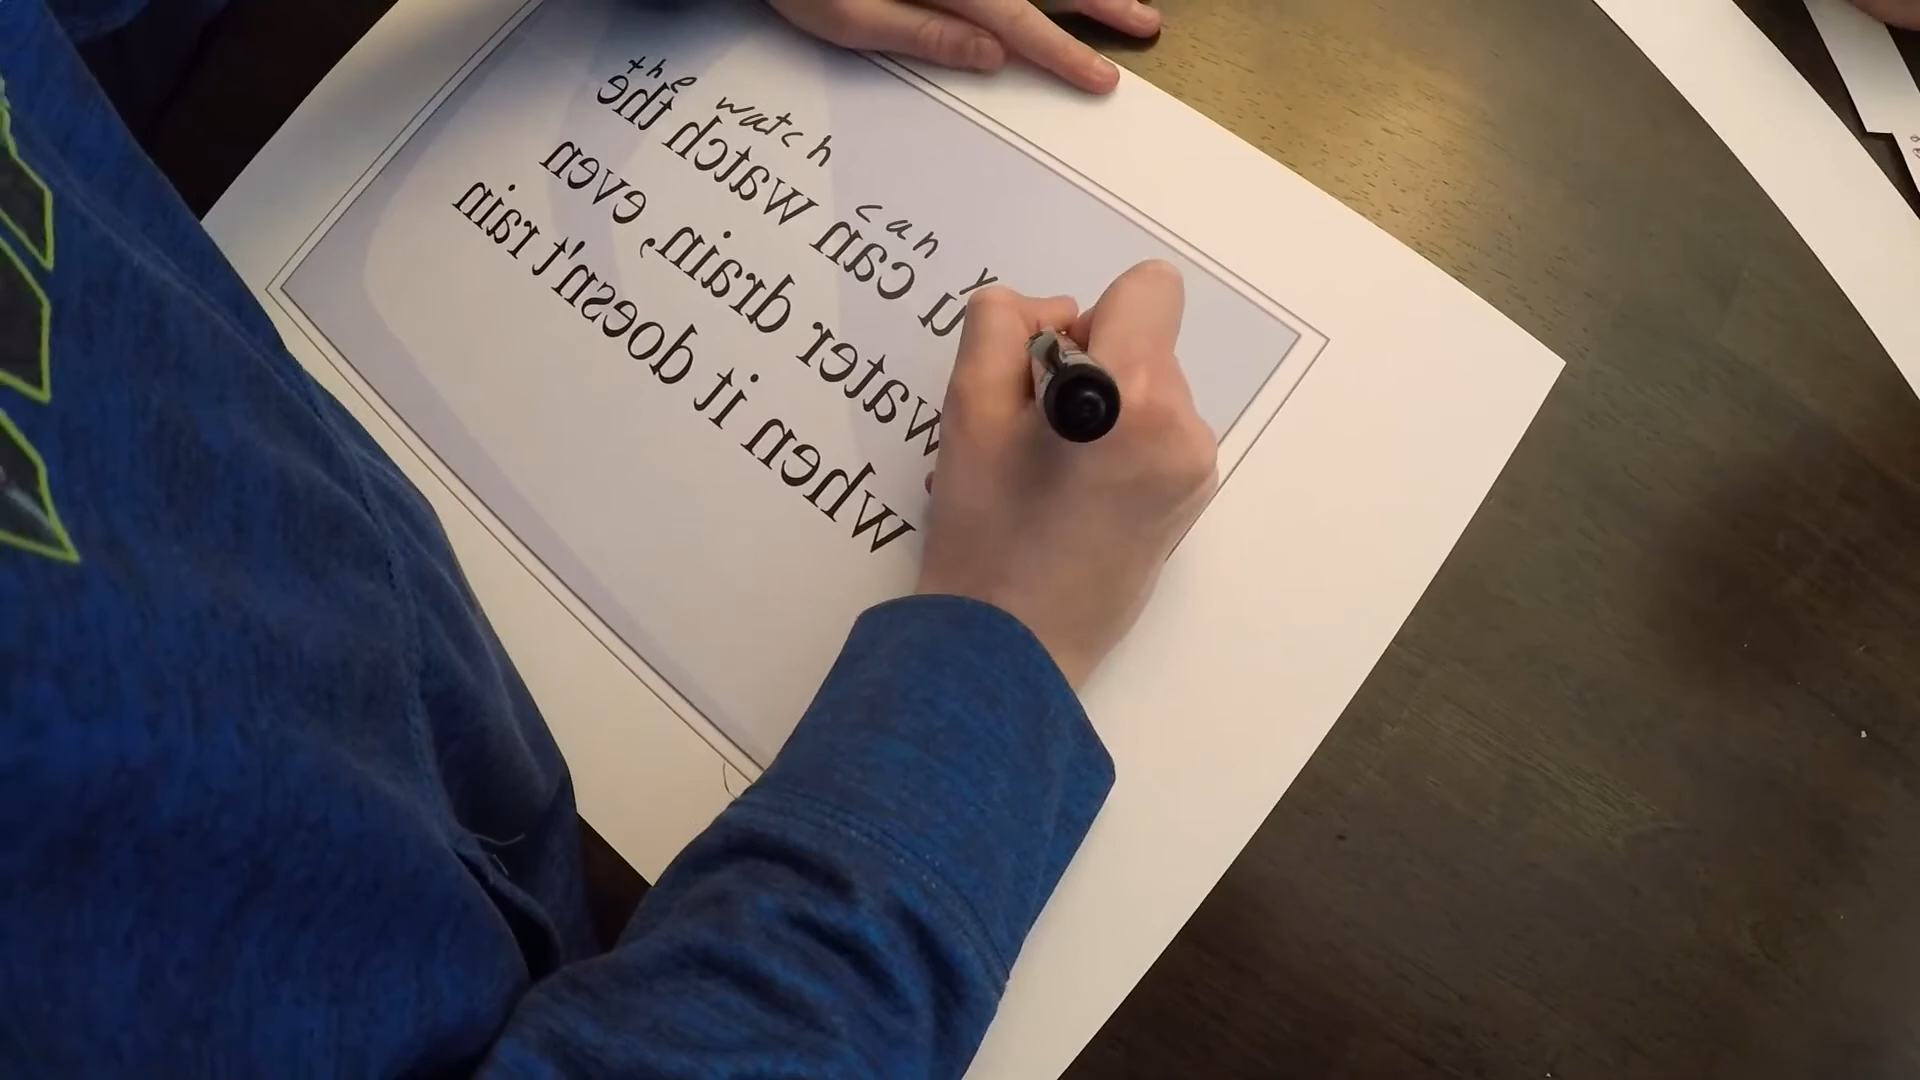 the watch can y
u can watch the
water drain, even
when it doesn't rain